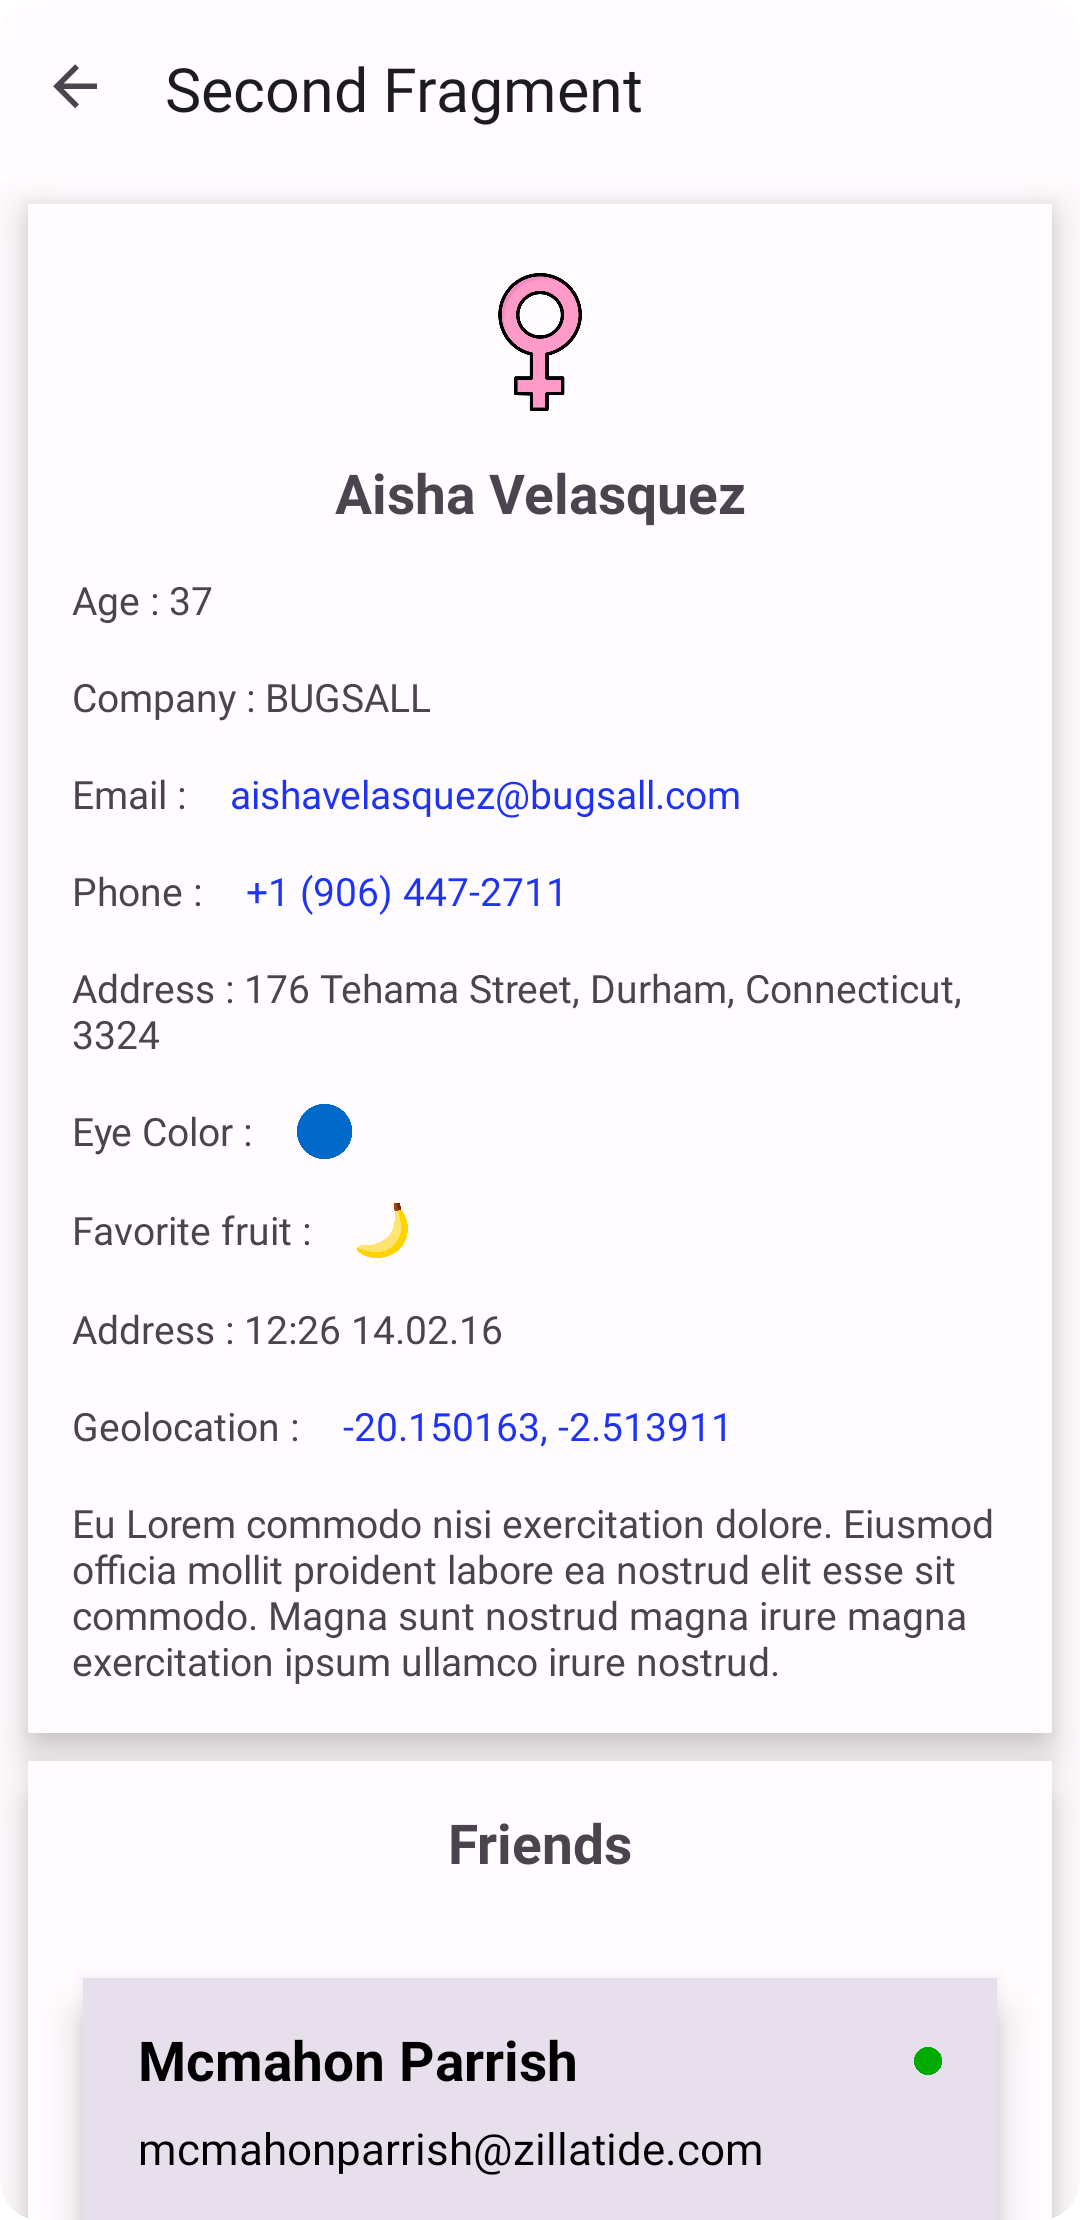 Second Fragment
Aisha Velasquez
Age : 37
Company : BUGSALL
Email : aishavelasquez@bugsall.com
Phone : +1 (906) 447-2711
Address : 176 Tehama Street, Durham, Connecticut,
3324
Eye Color :
Favorite fruit :
Address : 12:26 14.02.16
Geolocation : -20.150163, -2.513911
Eu Lorem commodo nisi exercitation dolore. Eiusmod
officia mollit proident labore ea nostrud elit esse sit
commodo. Magna sunt nostrud magna irure magna
exercitation ipsum ullamco irure nostrud.
Friends
Mcmahon Parrish
mcmahonparrish@zillatide.com